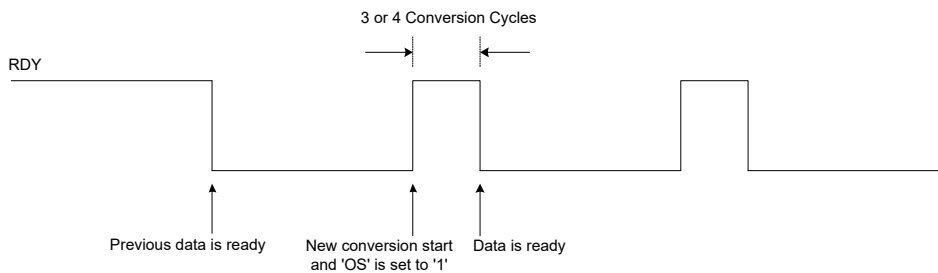 3 or 4 Conversion Cycles
RDY
Previous data is ready
New conversion start
and 'OS' is set to '1'
Data is ready